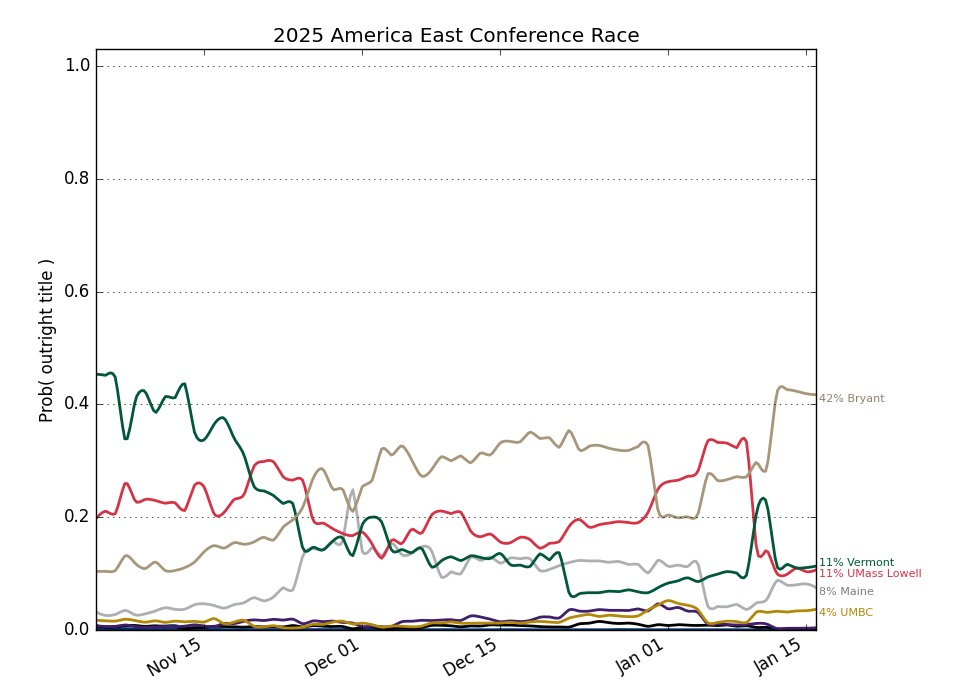 2025 America East Conference Race
Prob( outright title )
1.0
0.8
0.6
0.4
0.2
0.0
42% Bryant
11% Vermont
11% UMass Lowell
8% Maine
4% UMBC
Nov 15
Dec 01
Dec 15
Jan 01
Jan 15